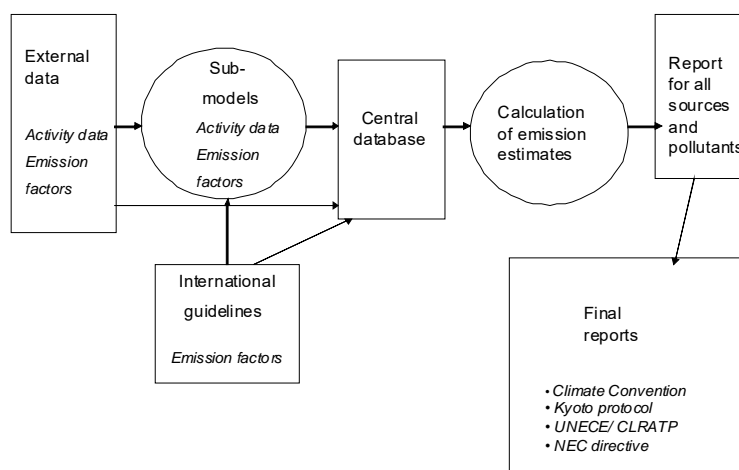 External
data
Activity data
Emission
factors
Sub-
models
Activity data
Emission
factors
Central
database
Calculation
of emission
estimates
Report
for all
sources
and
pollutants
International
guidelines
Emission factors
Final
reports
• Climate Convention
• Kyoto protocol
• UNECE/ CLRATP
• NEC directive